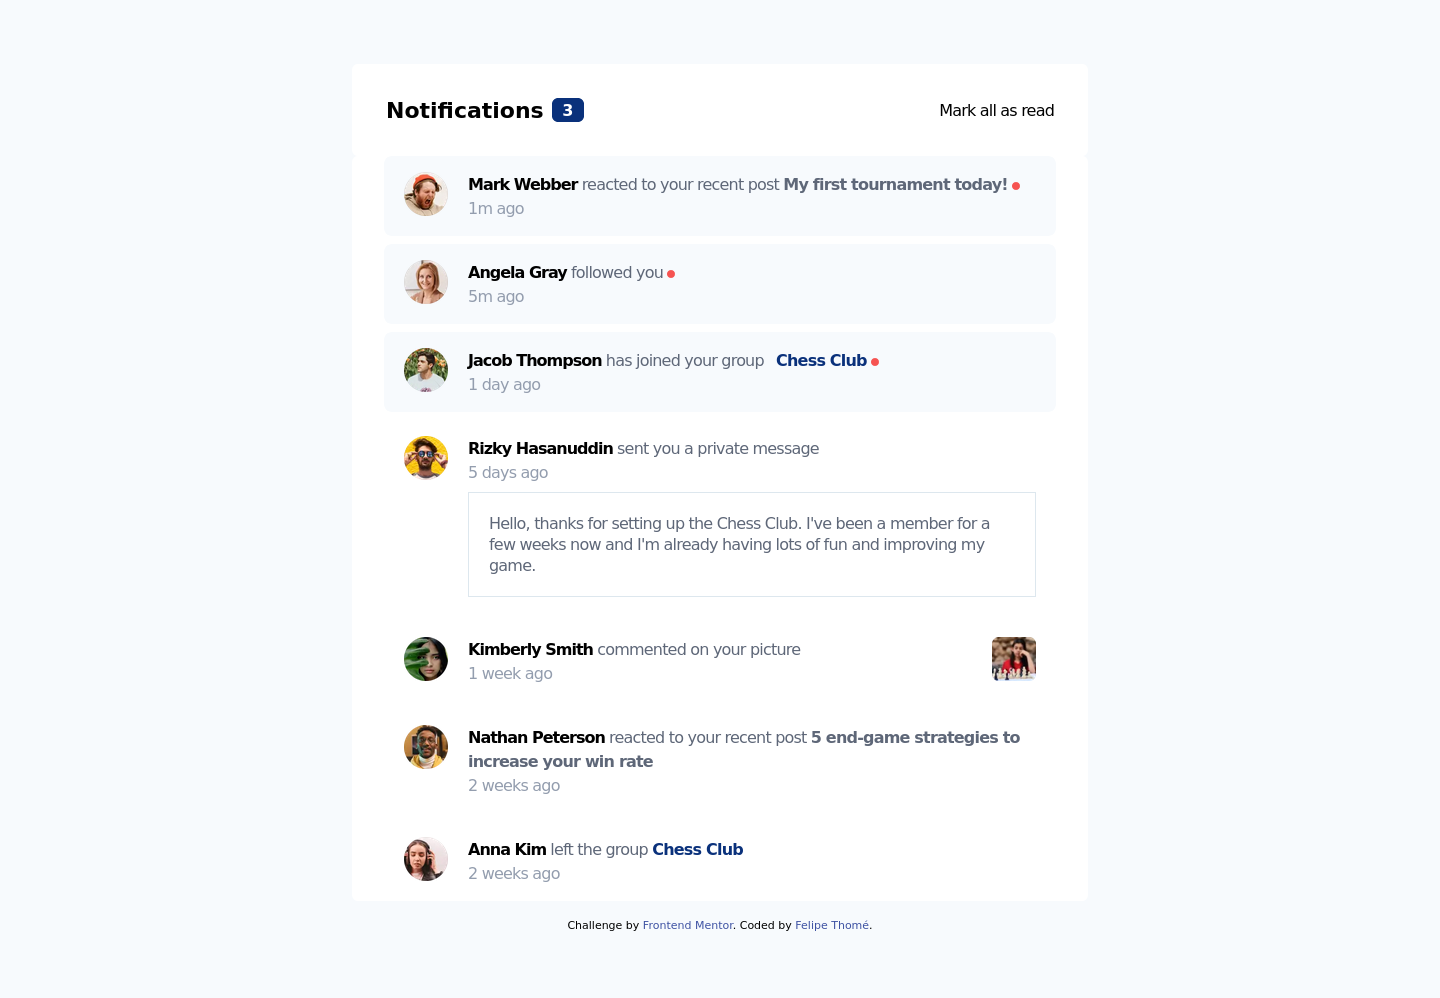 Notifications 3 Mark all as read
Mark Webber reacted to your recent post My first tournament today!
1m ago
Angela Gray followed you
5m ago
Jacob Thompson has joined your group Chess Club
1 day ago
Rizky Hasanuddin sent you a private message
5 days ago
Hello, thanks for setting up the Chess Club. I've been a member for a
few weeks now and I'm already having lots of fun and improving my
game.
Kimberly Smith commented on your picture
1 week ago
Nathan Peterson reacted to your recent post 5 end-game strategies to
increase your win rate
2 weeks ago
Anna Kim left the group Chess Club
2 weeks ago
Challenge by Frontend Mentor. Coded by Felipe Thomé.